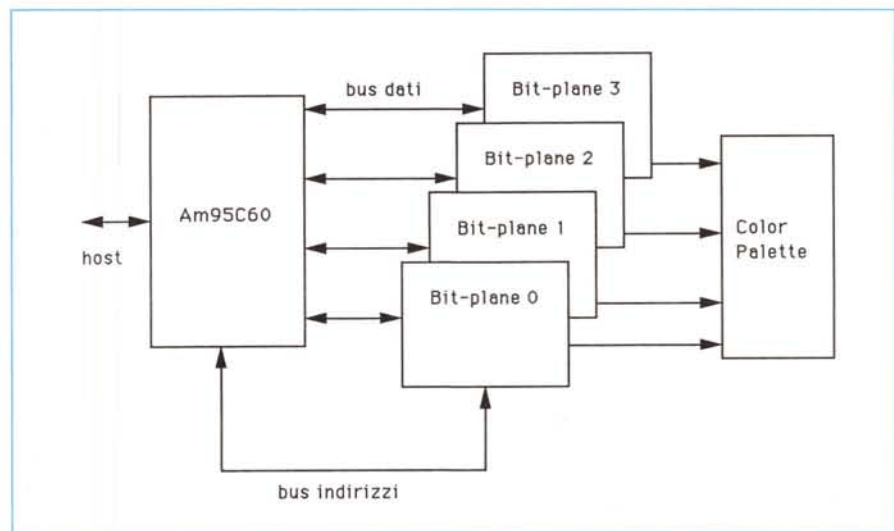 bus dati
Bit-plane 3
Bit-plane 2
Am95C60
Bit-plane 1
Color
Palette
host
Bit-plane 0
bus indirizzi